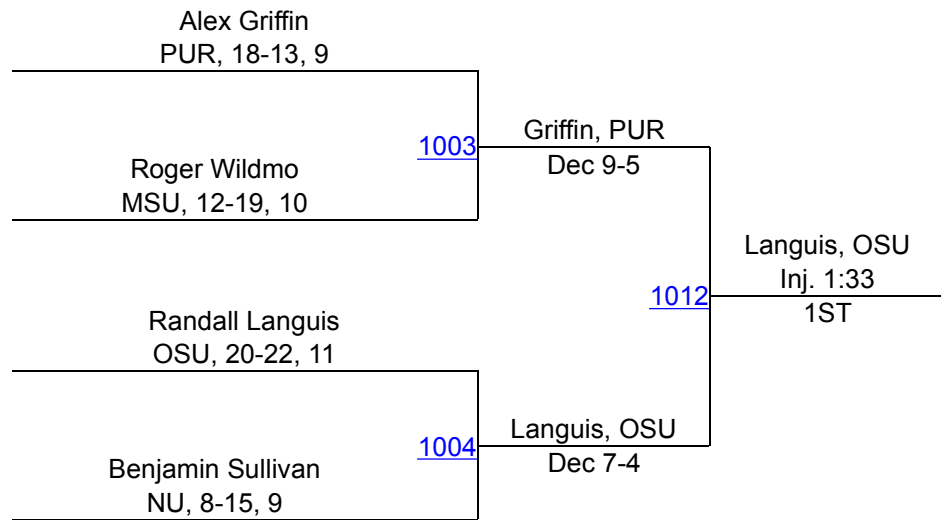 Alex Griffin
PUR, 18-13, 9
1003
Griffin, PUR
Dec 9-5
Roger Wildmo
MSU, 12-19, 10
1012
Languis, OSU
Inj. 1:33
1ST
Randall Languis
OSU, 20-22, 11
1004
Languis, OSU
Dec 7-4
Benjamin Sullivan
NU, 8-15, 9